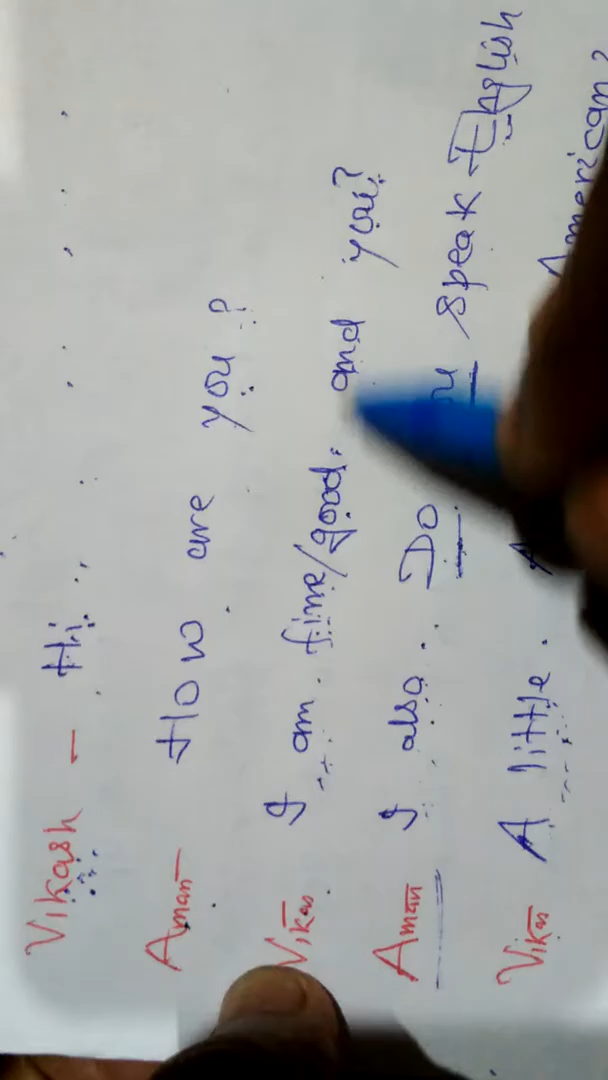 Vikash - Hi
Aman How are you?
Vikas I am fine/good. and you?
Aman I also. Do speak English
Vikas A little. American?